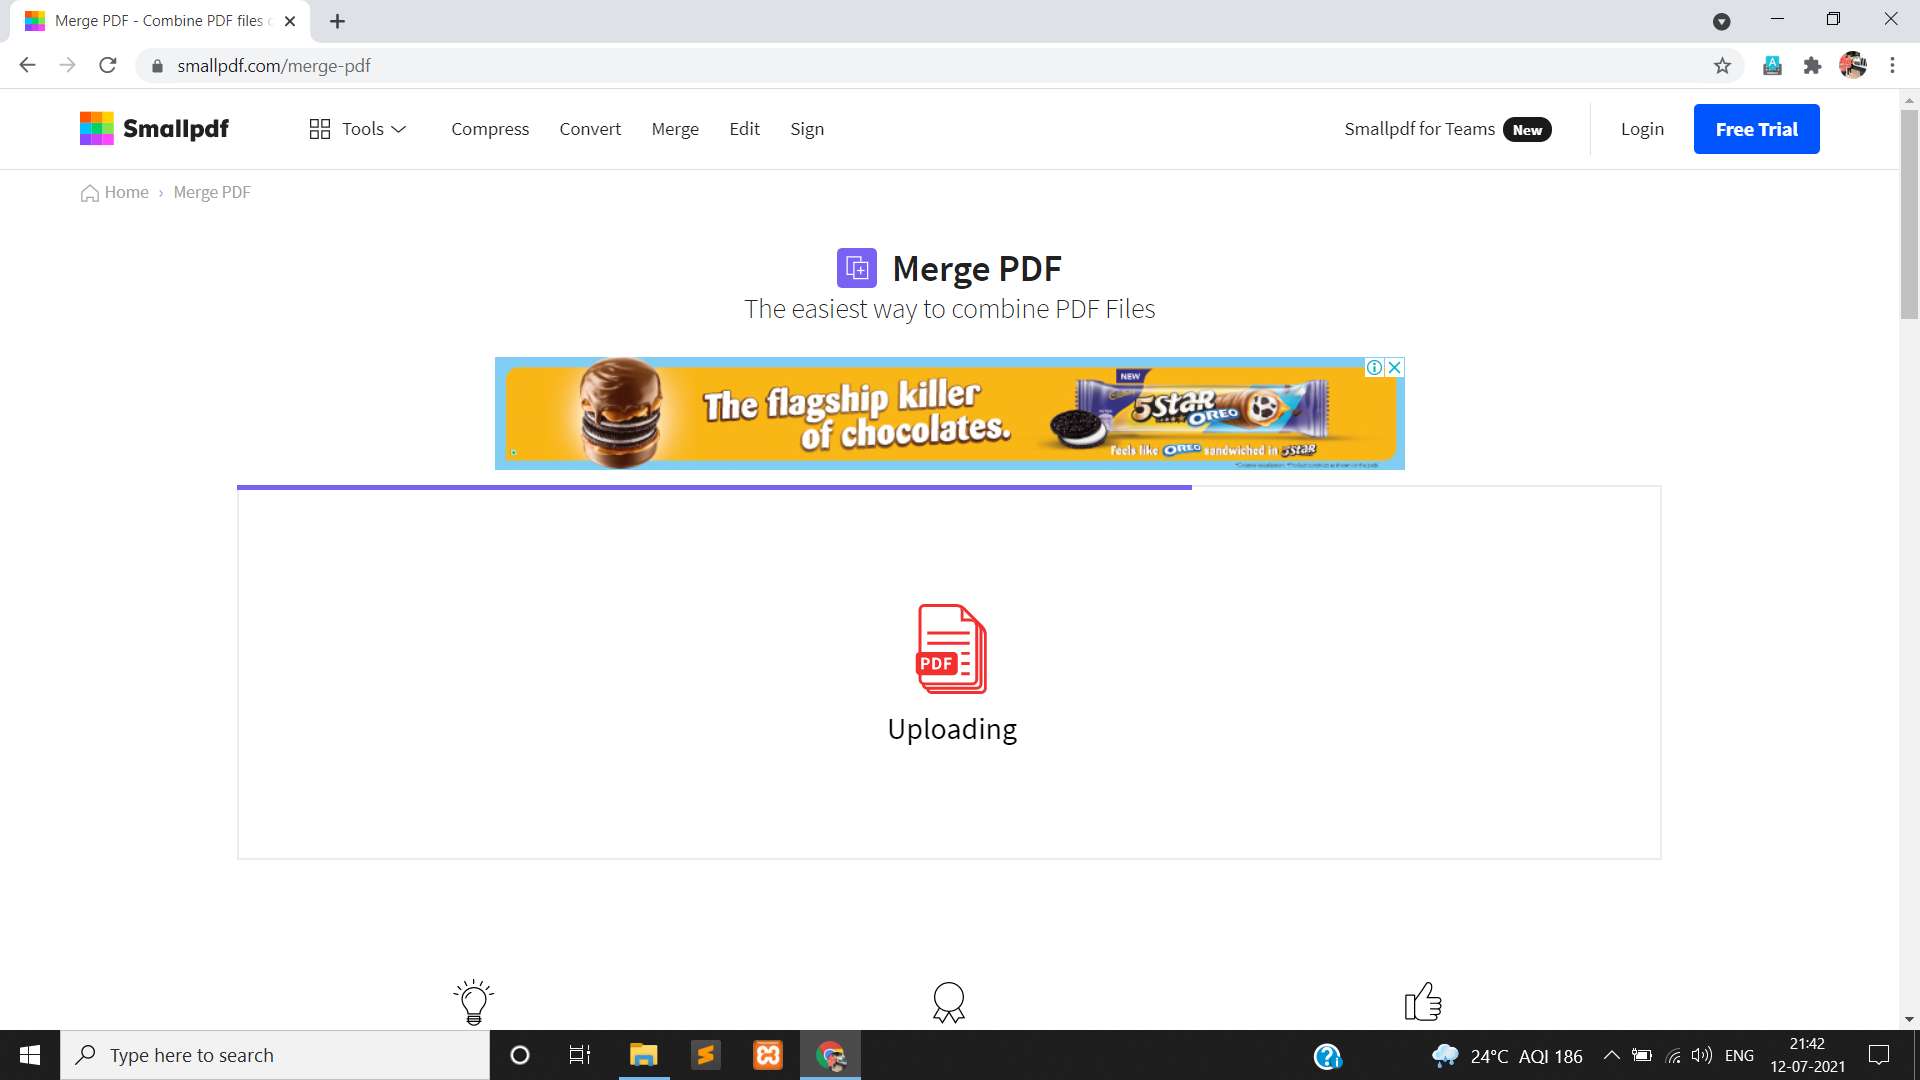 Merge PDF - Combine PDF files
smallpdf.com/merge-pdf
Smallpdf
Tools
Compress
Convert
Merge
Edit
Sign
Smallpdf for Teams
New
Login
Free Trial
Home › Merge PDF
Merge PDF
The easiest way to combine PDF Files
The flagship killer
of chocolates.
NEW
Cadbury
5STAR
OREO
Feels like OREO sandwiched in 5STAR
PDF
Uploading
Type here to search
24°C AQI 186
ENG
21:42
12-07-2021